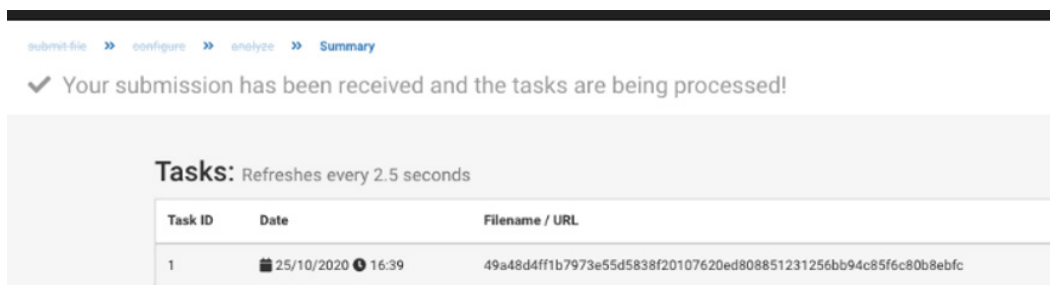 submit file » configure » analyze » Summary
✔ Your submission has been received and the tasks are being processed!
Tasks: Refreshes every 2.5 seconds
Task ID Date Filename / URL
1 25/10/2020 16:39 49a48d4ff1b7973e55d5838f20107620ed808851231256bb94c85f6c80b8ebfc